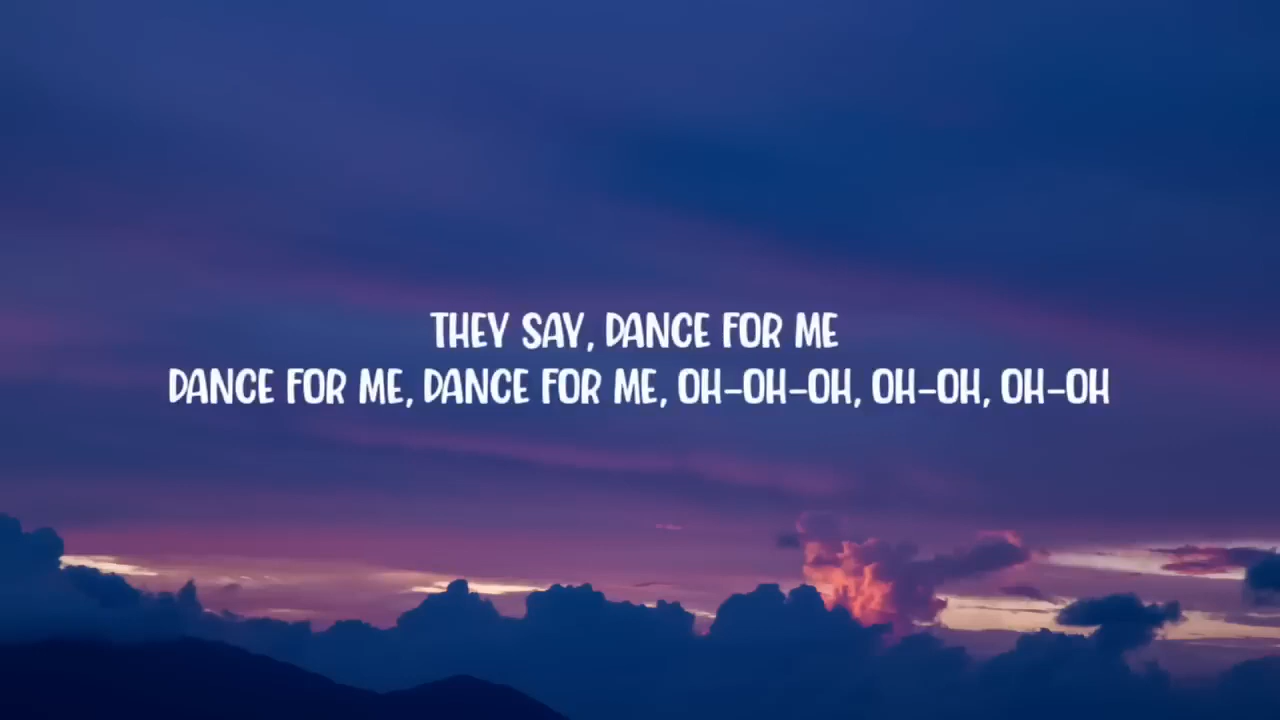 THEY SAY, DANCE FOR ME
DANCE FOR ME, DANCE FOR ME, OH-OH-OH, OH-OH, OH-OH